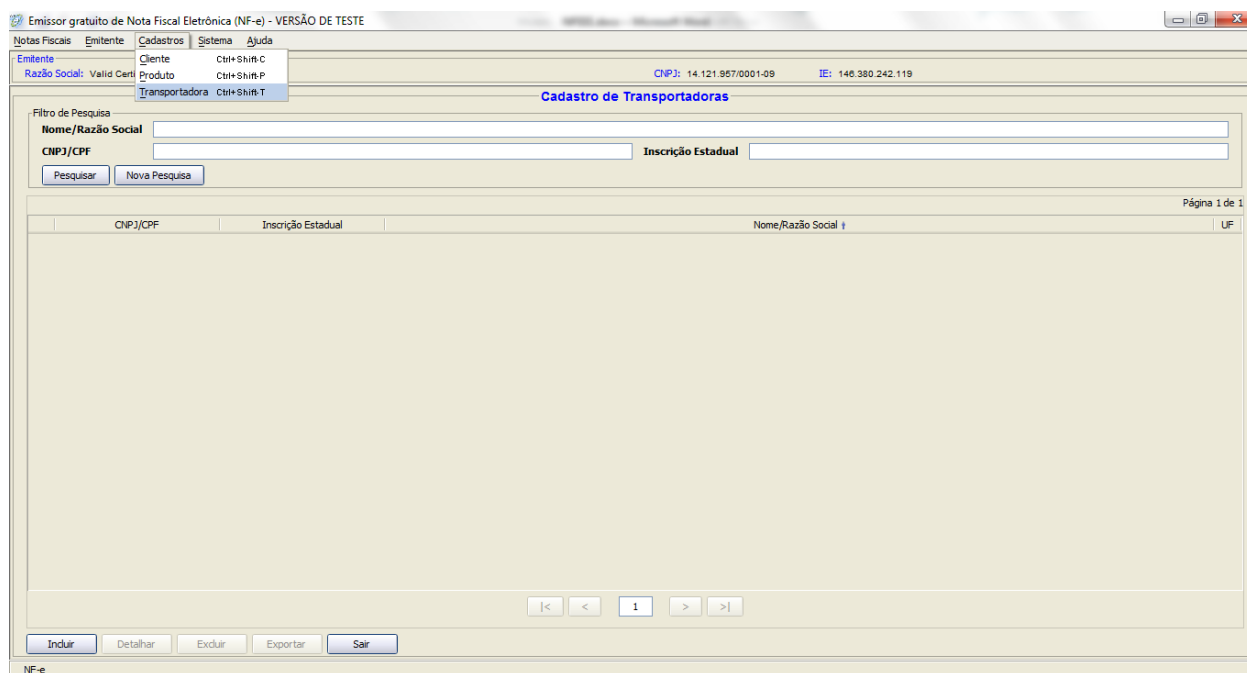 Emissor gratuito de Nota Fiscal Eletrônica (NF-e) - VERSÃO DE TESTE
Notas Fiscais Emitente Cadastros Sistema Ajuda
Cliente Ctrl+Shift-C
Produto Ctrl+Shift-P
Transportadora Ctrl+Shift-T
Emitente
Razão Social: Valid Certi CNPJ: 14.121.957/0001-09 IE: 146.380.242.119
Cadastro de Transportadoras
Filtro de Pesquisa
Nome/Razão Social
CNPJ/CPF Inscrição Estadual
Pesquisar Nova Pesquisa
Página 1 de 1
CNPJ/CPF Inscrição Estadual Nome/Razão Social UF
|< < 1 > >|
Incluir Detalhar Excluir Exportar Sair
NF-e